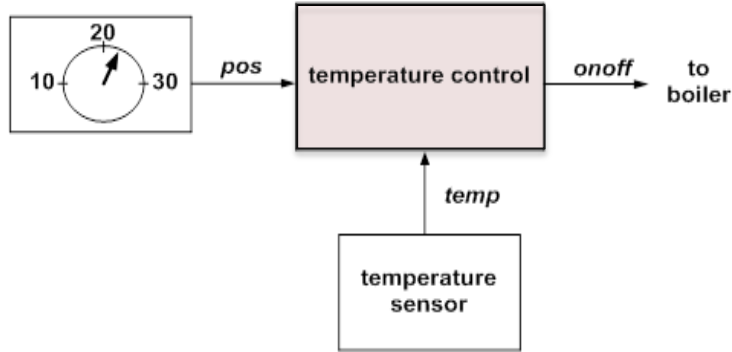 20
10
30
pos
temperature control
onoff
to
boiler
temp
temperature
sensor